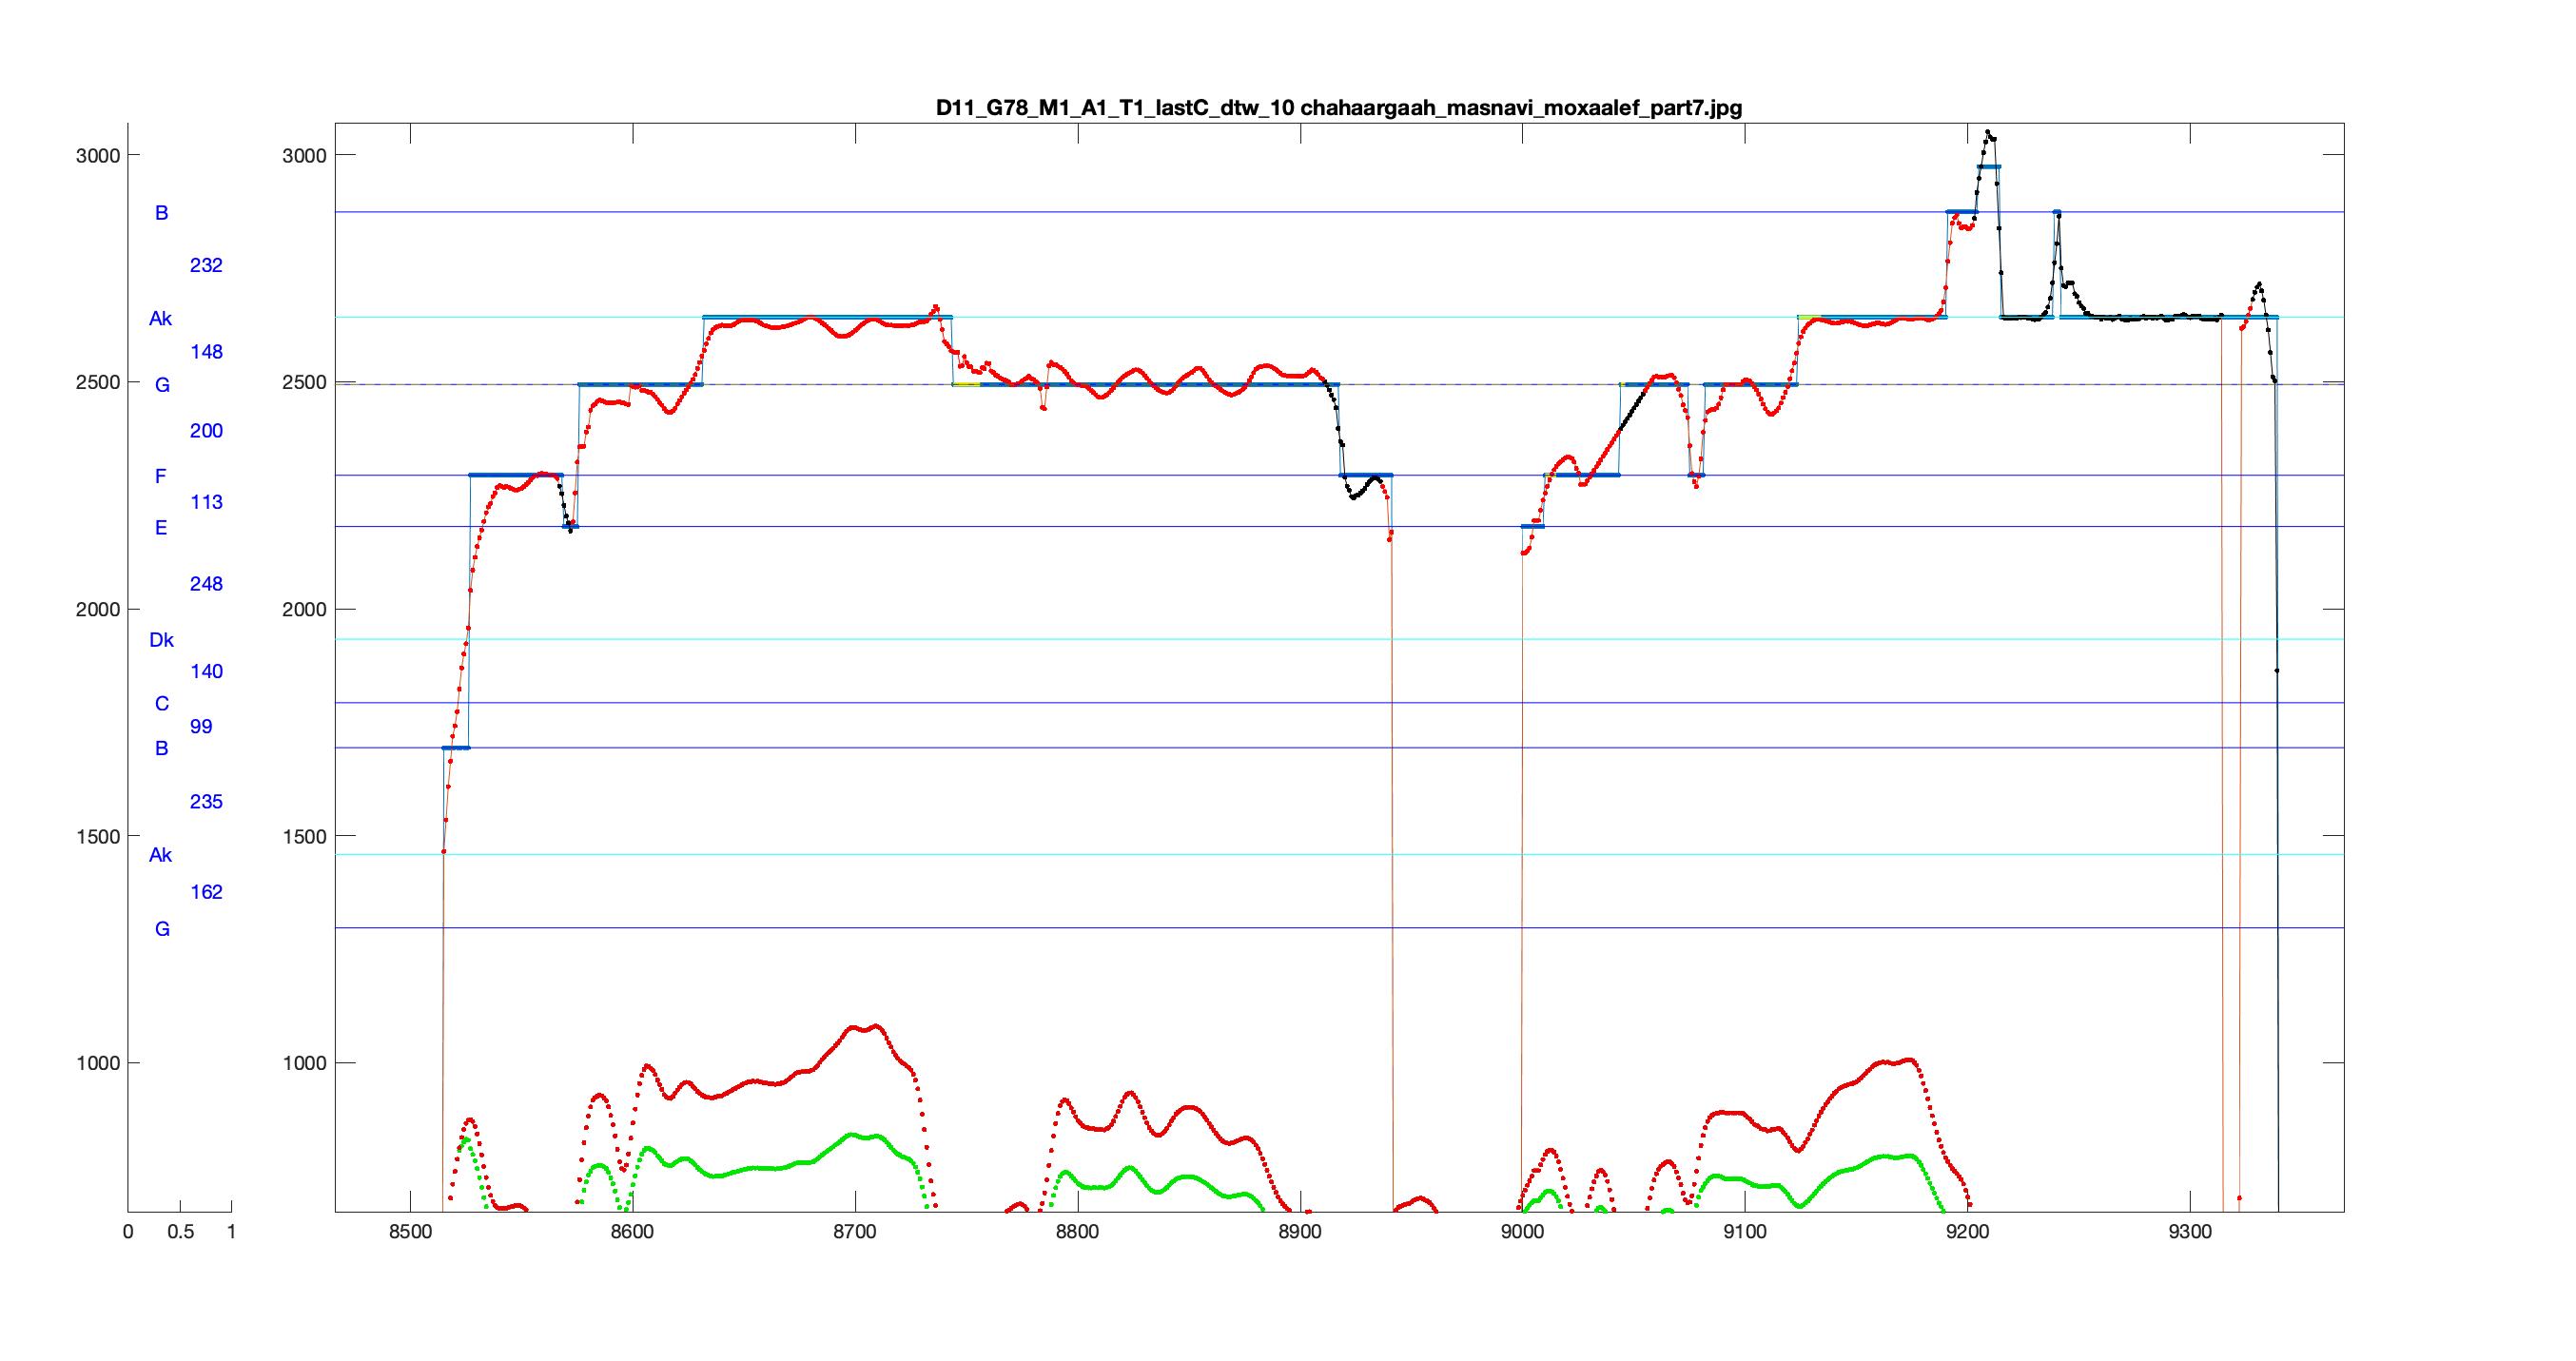 D11_G78_M1_A1_T1_lastC_dtw_10 chahaargaah_masnavi_moxaalef_part7.jpg
3000 3000
B
232
Ak
148
2500 G 2500
200
F
113
E
248
2000 2000
Dk
140
C
99
B
235
1500 1500
Ak
162
G
1000 1000
0 0.5 1 8500 8600 8700 8800 8900 9000 9100 9200 9300